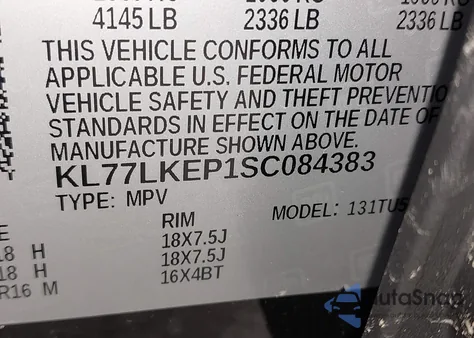 4145 LB 2336 LB 2336 LB
THIS VEHICLE CONFORMS TO ALL
APPLICABLE U.S. FEDERAL MOTOR
VEHICLE SAFETY AND THEFT PREVENTIO
STANDARDS IN EFFECT ON THE DATE OF
MANUFACTURE SHOWN ABOVE.
KL77LKEP1SC084383
TYPE: MPV MODEL: 131TU5
E RIM
18 H 18X7.5J
18 H 18X7.5J
R16 M 16X4BT
AutoSnap